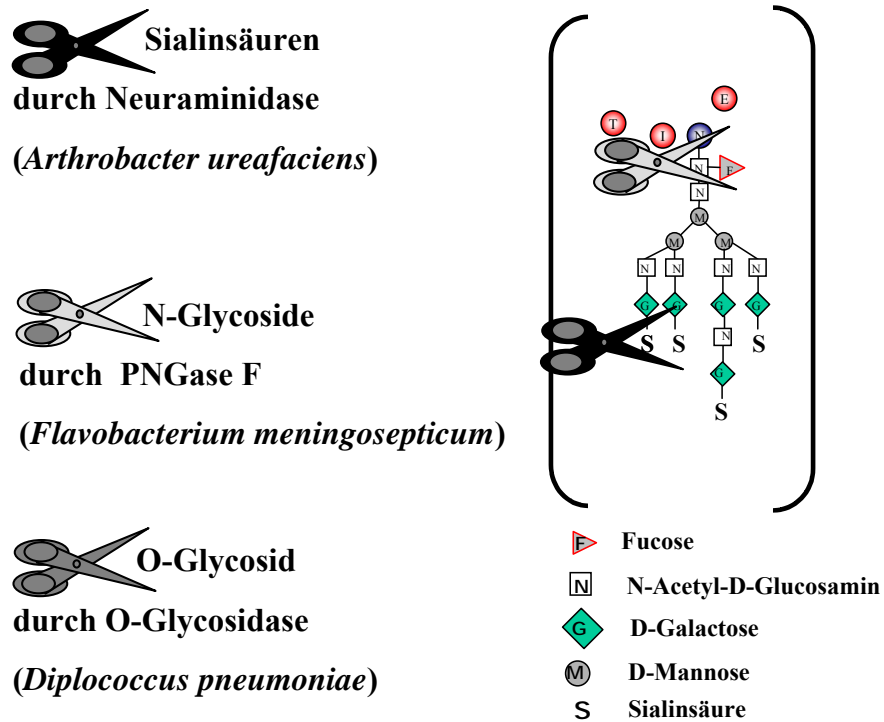 Sialinsäuren
durch Neuraminidase
(Arthrobacter ureafaciens)
N-Glycoside
durch PNGase F
(Flavobacterium meningosepticum)
O-Glycosid
durch O-Glycosidase
(Diplococcus pneumoniae)
E
T I N
N F
N
M
M M
N N N N
G G G G
S S N S
G
S
F Fucose
N N-Acetyl-D-Glucosamin
G D-Galactose
M D-Mannose
S Sialinsäure